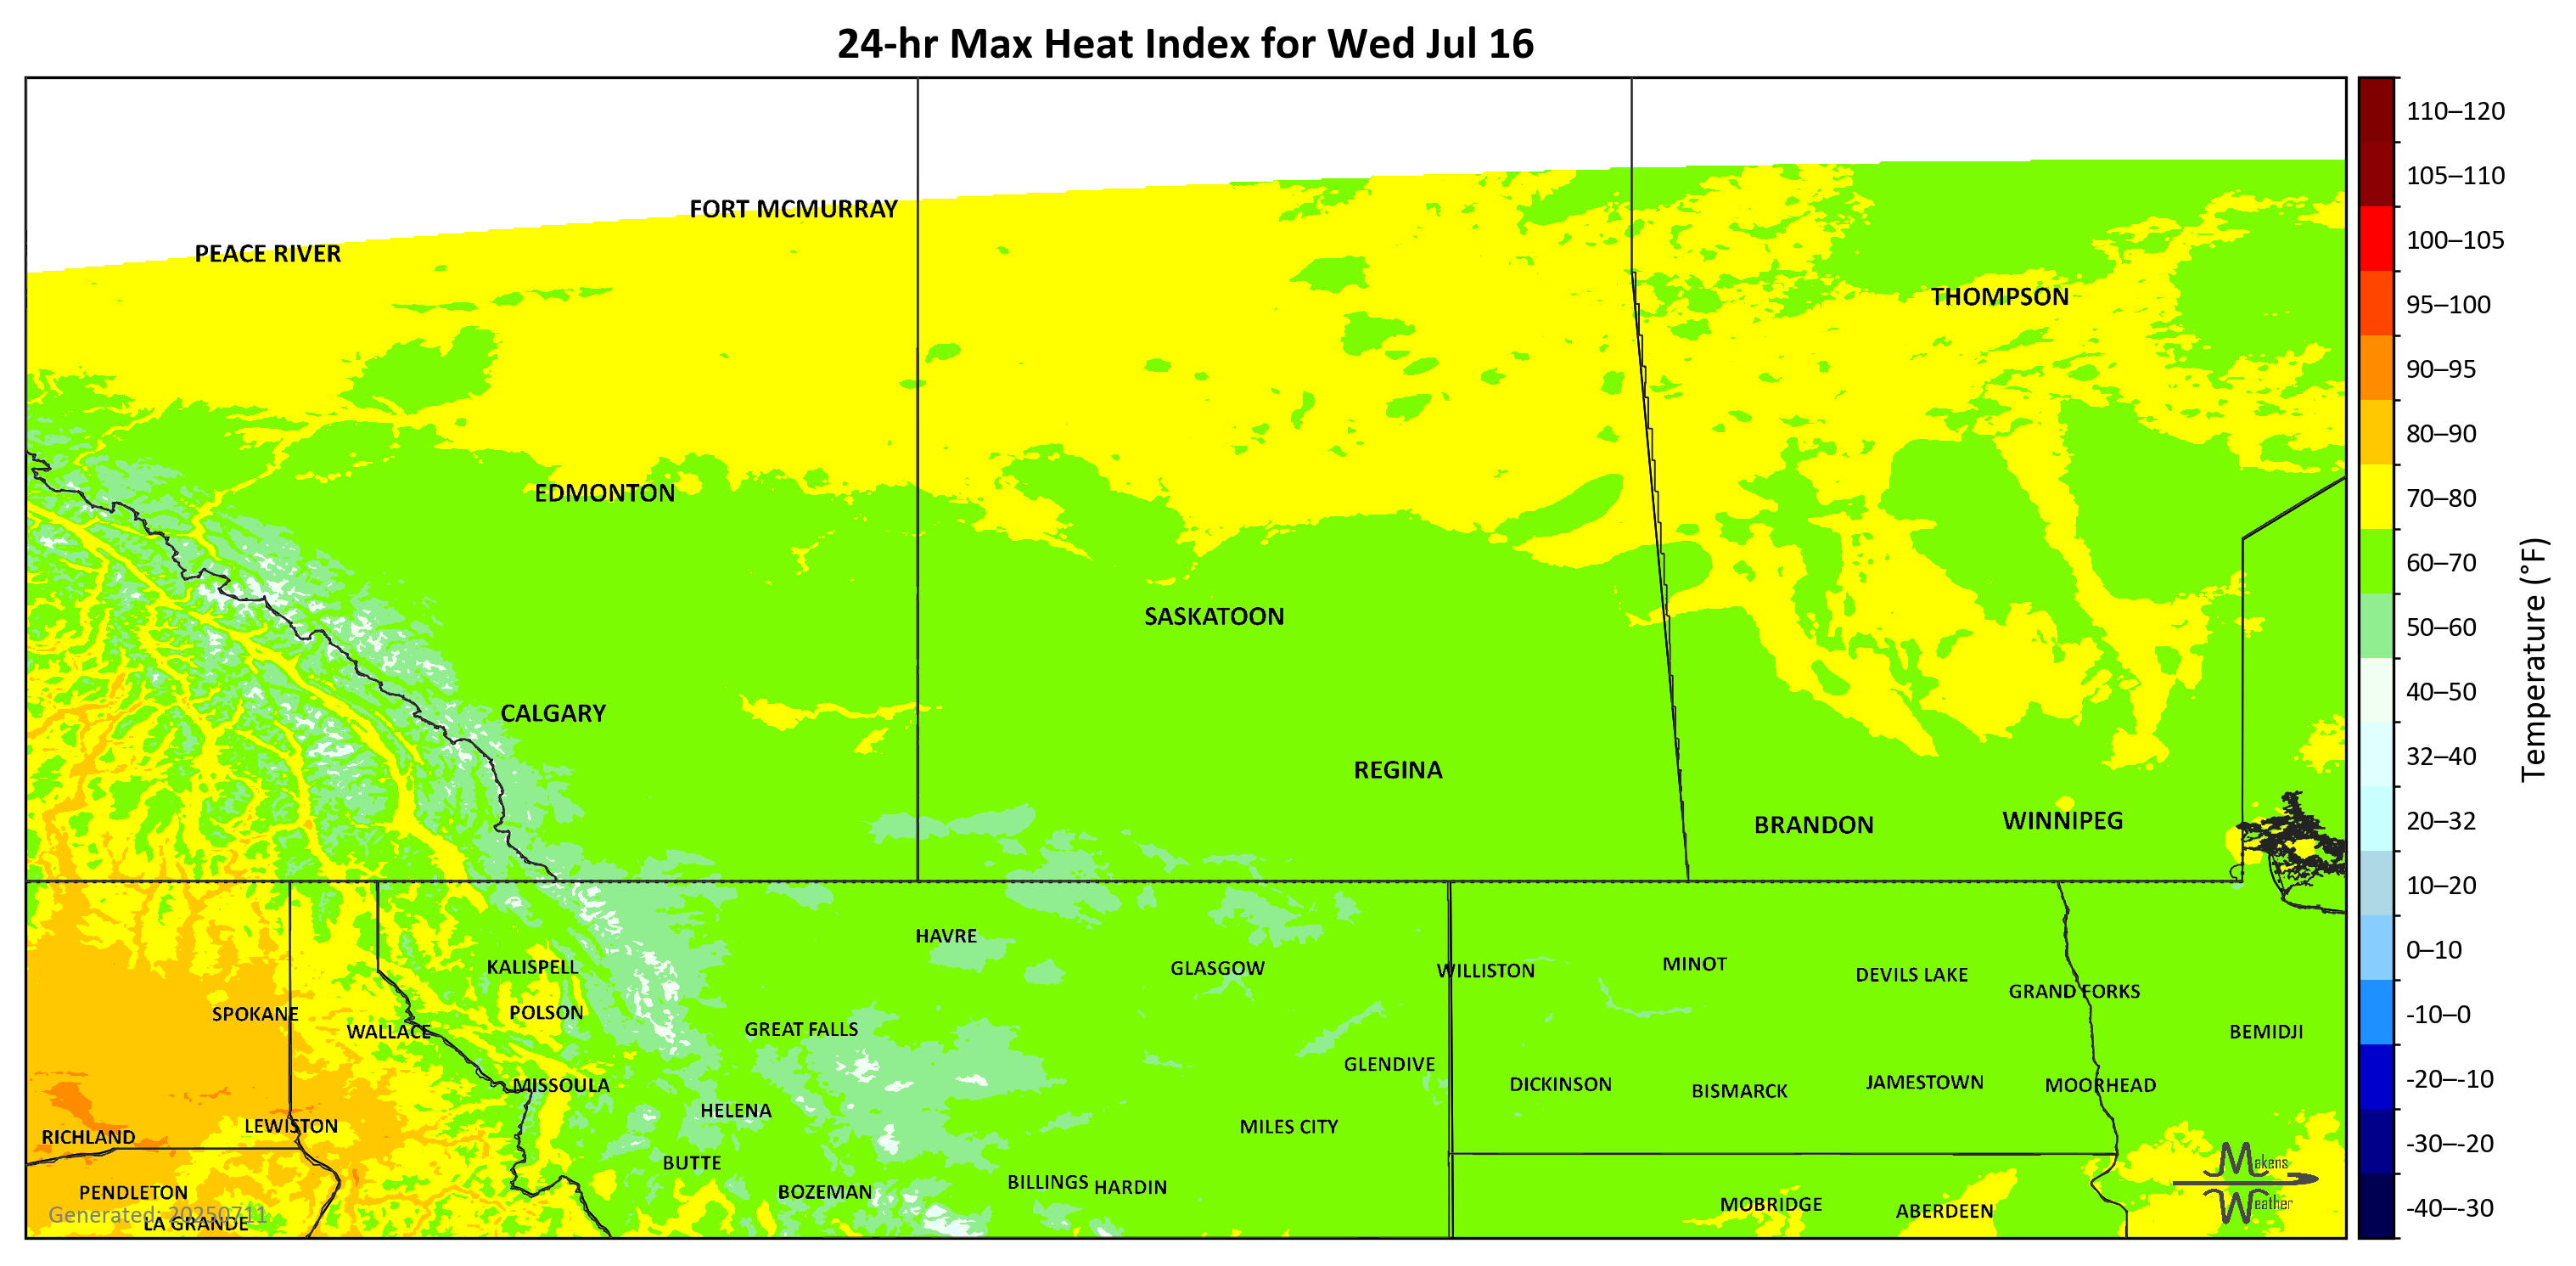 24-hr Max Heat Index for Wed Jul 16
FORT MCMURRAY
PEACE RIVER
THOMPSON
EDMONTON
SASKATOON
CALGARY
REGINA
BRANDON
WINNIPEG
HAVRE
KALISPELL
GLASGOW
WILLISTON
MINOT
DEVILS LAKE
GRAND FORKS
SPOKANE
POLSON
WALLACE
GREAT FALLS
BEMIDJI
GLENDIVE
MISSOULA
DICKINSON
BISMARCK
JAMESTOWN
MOORHEAD
HELENA
LEWISTON
MILES CITY
RICHLAND
BUTTE
PENDLETON
BOZEMAN
BILLINGS
HARDIN
MOBRIDGE
ABERDEEN
LA GRANDE
Generated: 20250711
Makens
Weather
110–120
105–110
100–105
95–100
90–95
80–90
70–80
60–70
50–60
40–50
32–40
20–32
10–20
0–10
-10–0
-20–-10
-30–-20
-40–-30
Temperature (°F)